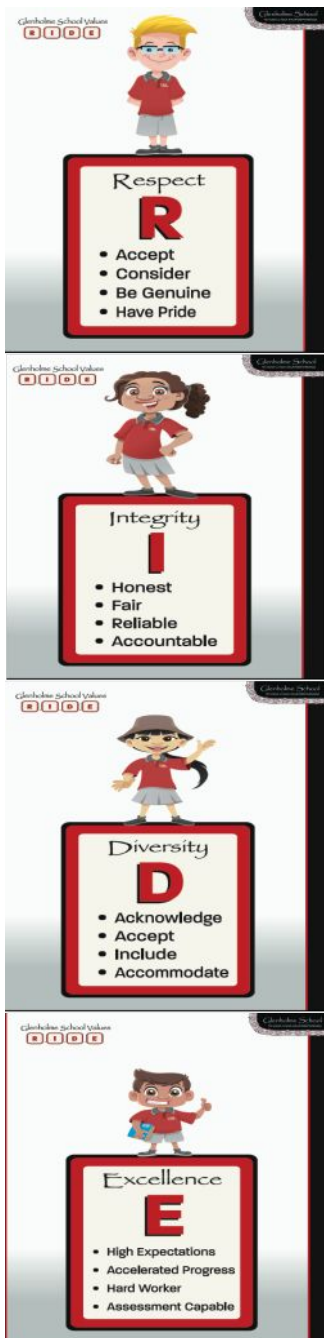 Glenholme School Values
R I D E
Glenholme School
Respect
R
• Accept
• Consider
• Be Genuine
• Have Pride
Glenholme School Values
R I D E
Glenholme School
Integrity
I
• Honest
• Fair
• Reliable
• Accountable
Glenholme School Values
R I D E
Glenholme School
Diversity
D
• Acknowledge
• Accept
• Include
• Accommodate
Glenholme School Values
R I D E
Glenholme School
Excellence
E
• High Expectations
• Accelerated Progress
• Hard Worker
• Assessment Capable